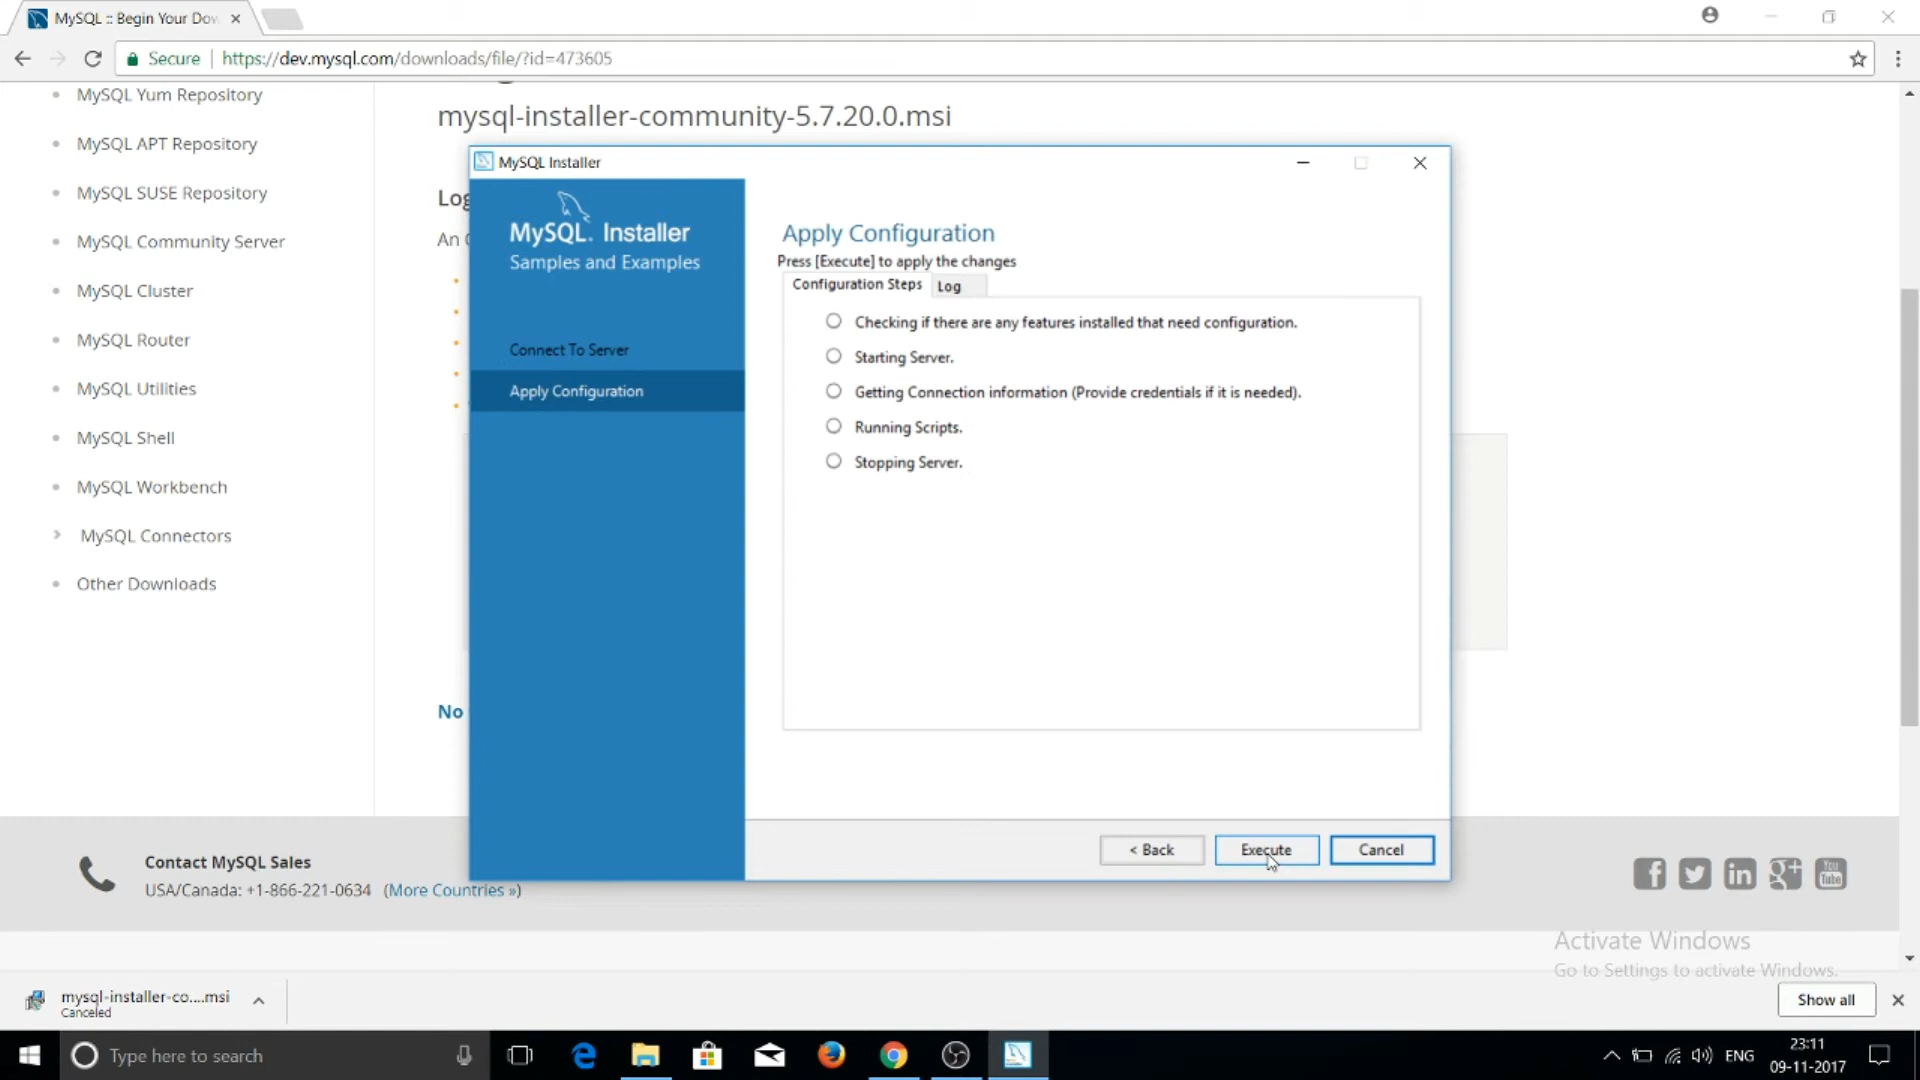 MySQL :: Begin Your Dow
Secure
https://dev.mysql.com/downloads/file/?id=473605
MySQL Yum Repository
MySQL APT Repository
MySQL SUSE Repository
MySQL Community Server
MySQL Cluster
MySQL Router
MySQL Utilities
MySQL Shell
MySQL Workbench
MySQL Connectors
Other Downloads
mysql-installer-community-5.7.20.0.msi
Log
An
No
MySQL Installer
MySQL. Installer
Samples and Examples
Connect To Server
Apply Configuration
Apply Configuration
Press [Execute] to apply the changes
Configuration Steps
Log
Checking if there are any features installed that need configuration.
Starting Server.
Getting Connection information (Provide credentials if it is needed).
Running Scripts.
Stopping Server.
< Back
Execute
Cancel
Contact MySQL Sales
USA/Canada: +1-866-221-0634 (More Countries »)
You
Tube
Activate Windows
Go to Settings to activate Windows.
mysql-installer-co....msi
Canceled
Show all
Type here to search
ENG
23:11
09-11-2017